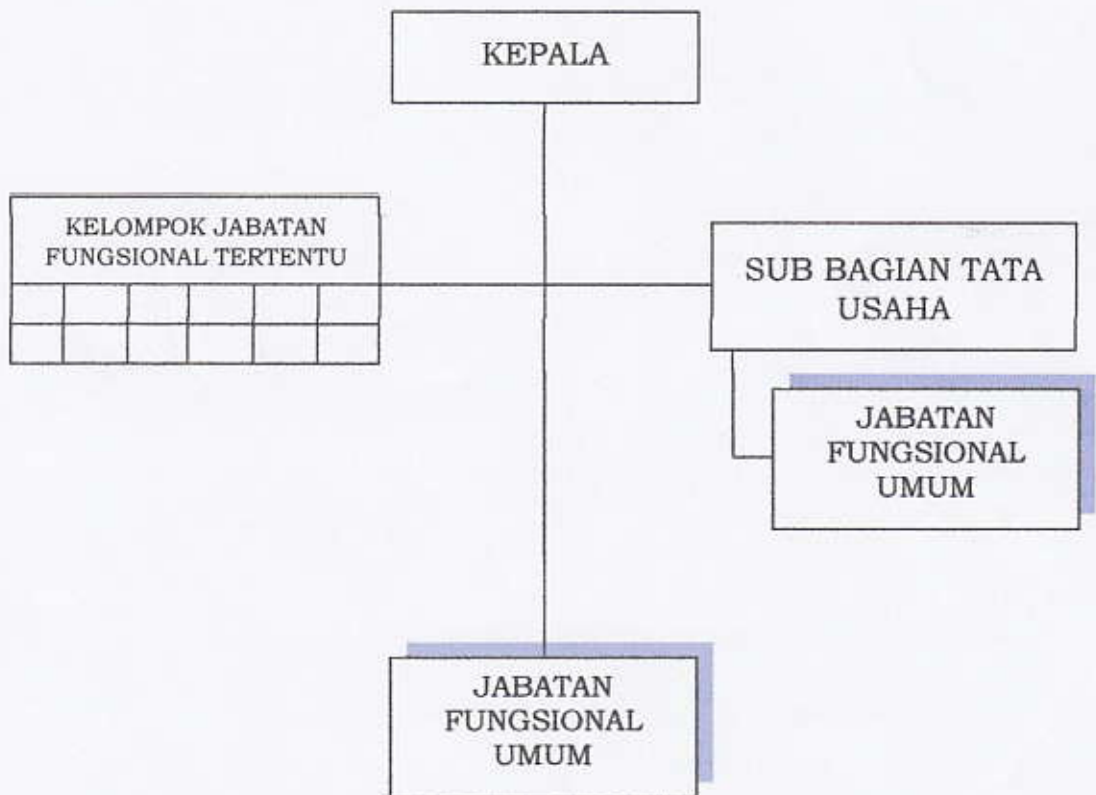 KEPALA
KELOMPOK JABATAN
FUNGSIONAL TERTENTU
SUB BAGIAN TATA
USAHA
JABATAN
FUNGSIONAL
UMUM
JABATAN
FUNGSIONAL
UMUM